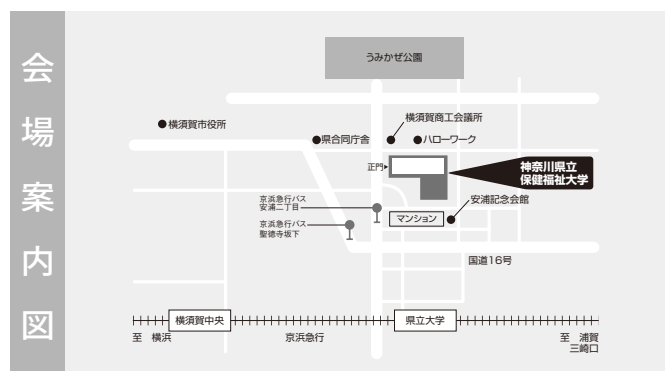 会場案内図
うみかぜ公園
横須賀市役所
横須賀商工会議所
県合同庁舎
ハローワーク
正門
神奈川県立
保健福祉大学
京浜急行バス
安浦二丁目
安浦記念会館
マンション
京浜急行バス
聖徳寺坂下
国道16号
横須賀中央
県立大学
至 横浜
京浜急行
至 浦賀
三崎口